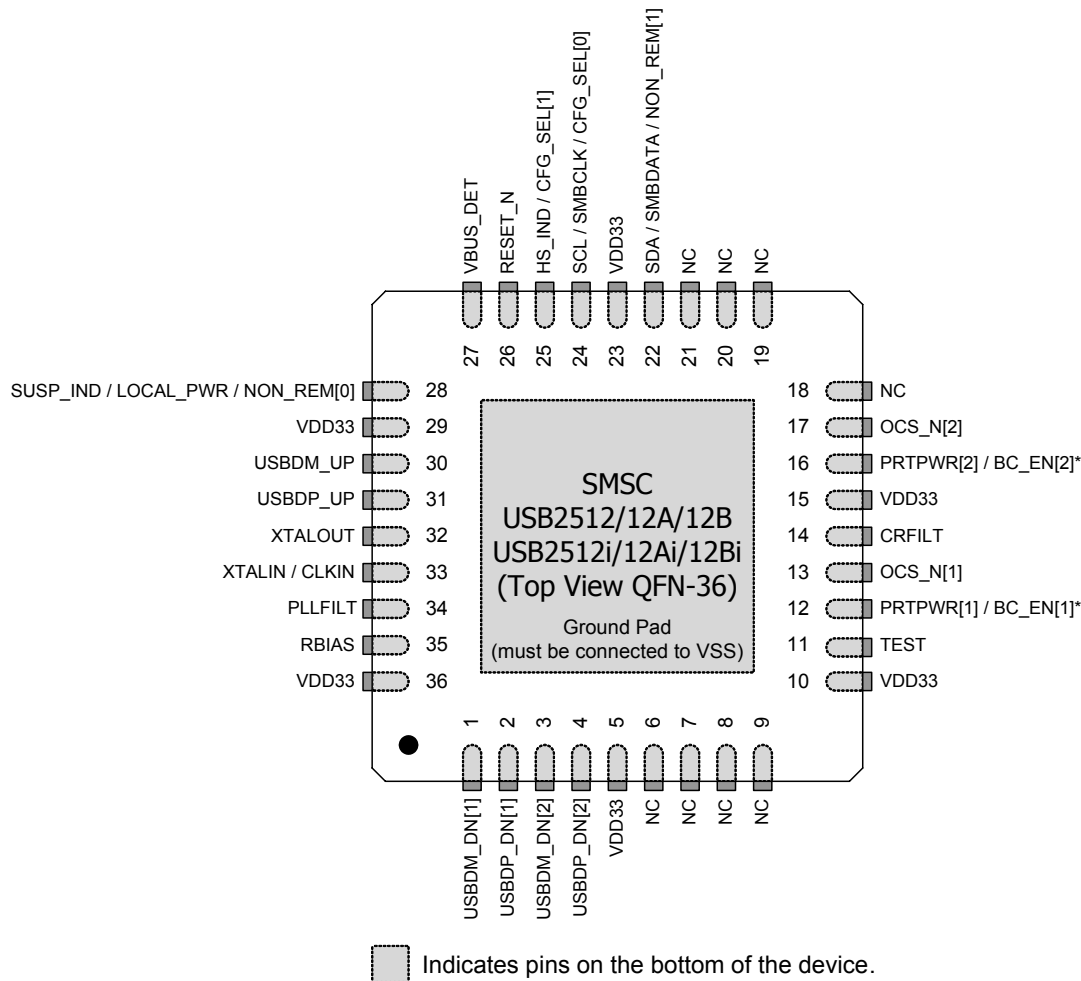 VBUS_DET
RESET_N
HS_IND / CFG_SEL[1]
SCL / SMBCLK / CFG_SEL[0]
VDD33
SDA / SMBDATA / NON_REM[1]
NC
NC
NC
27
26
25
24
23
22
21
20
19
SUSP_IND / LOCAL_PWR / NON_REM[0] 28
VDD33 29
USBDM_UP 30
USBDP_UP 31
XTALOUT 32
XTALIN / CLKIN 33
PLLFILT 34
RBIAS 35
VDD33 36
SMSC
USB2512/12A/12B
USB2512i/12Ai/12Bi
(Top View QFN-36)
Ground Pad
(must be connected to VSS)
18 NC
17 OCS_N[2]
16 PRTPWR[2] / BC_EN[2]*
15 VDD33
14 CRFILT
13 OCS_N[1]
12 PRTPWR[1] / BC_EN[1]*
11 TEST
10 VDD33
1
2
3
4
5
6
7
8
9
USBDM_DN[1]
USBDP_DN[1]
USBDM_DN[2]
USBDP_DN[2]
VDD33
NC
NC
NC
NC
Indicates pins on the bottom of the device.